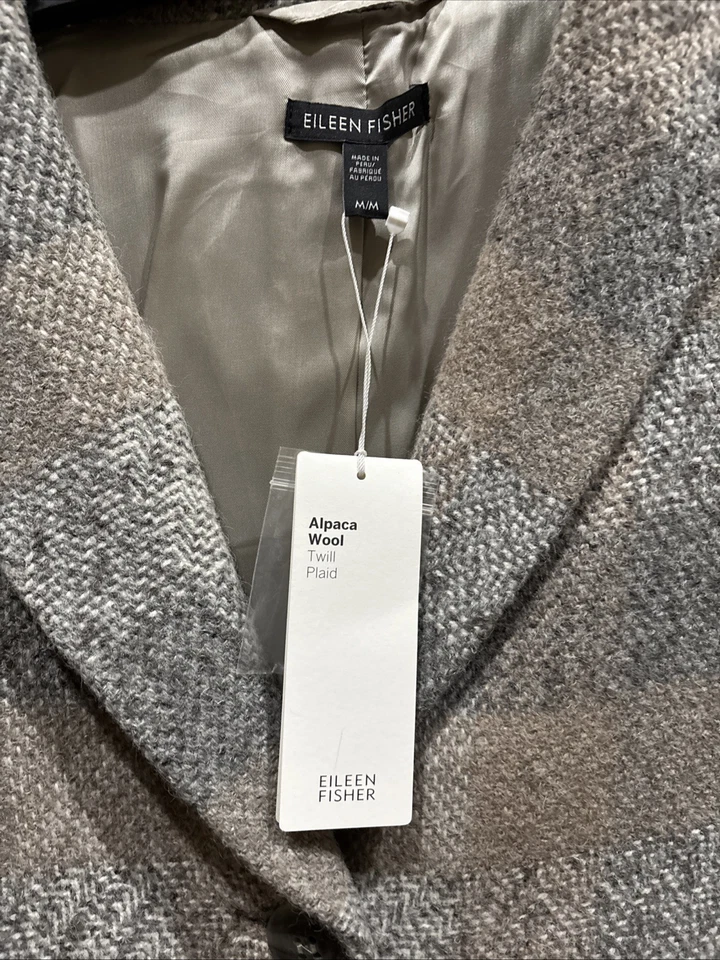 EILEEN FISHER
MADE IN
PERU/
FABRIQUÉ
AU PÉROU
M/M
Alpaca
Wool
Twill
Plaid
EILEEN
FISHER